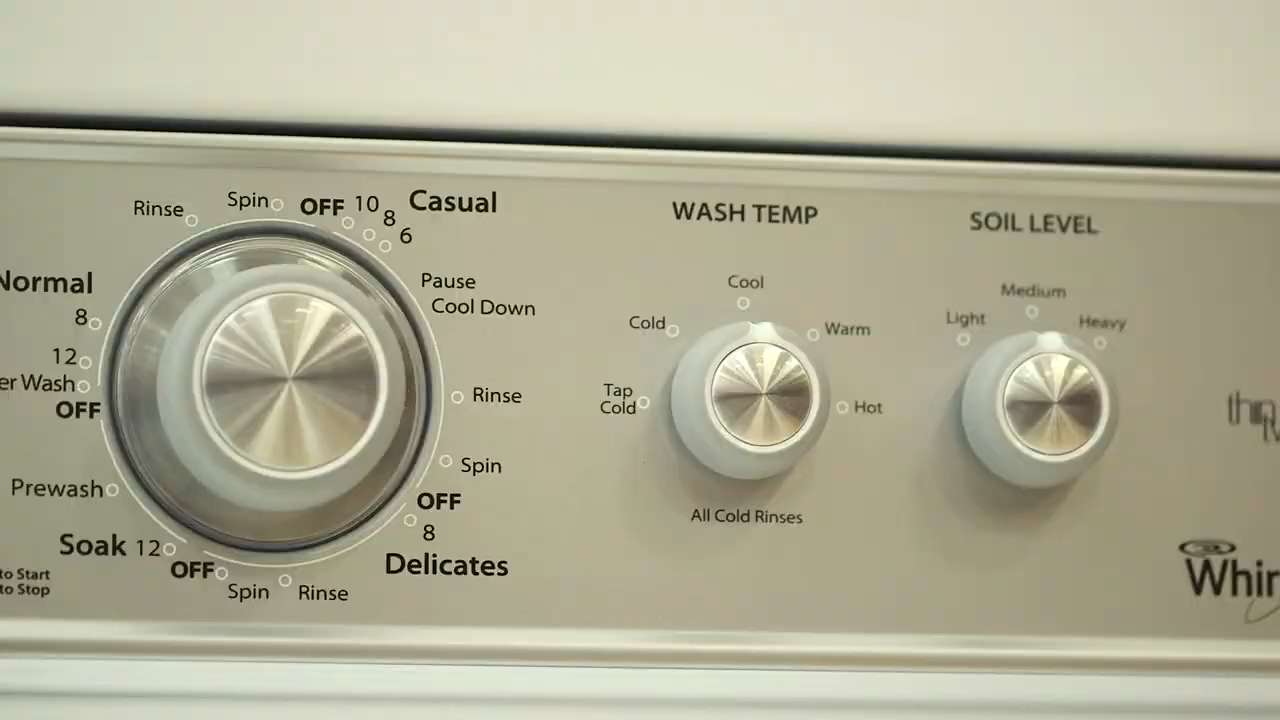 Rinse
Spin
OFF
10
8
6
Casual
Pause
Cool Down
Rinse
Spin
OFF
8
Delicates
Rinse
Spin
OFF
12
Soak
Prewash
OFF
Wash
12
8
Normal
to Start
to Stop
WASH TEMP
Tap
Cold
Cold
Cool
Warm
Hot
All Cold Rinses
SOIL LEVEL
Light
Medium
Heavy
Whir